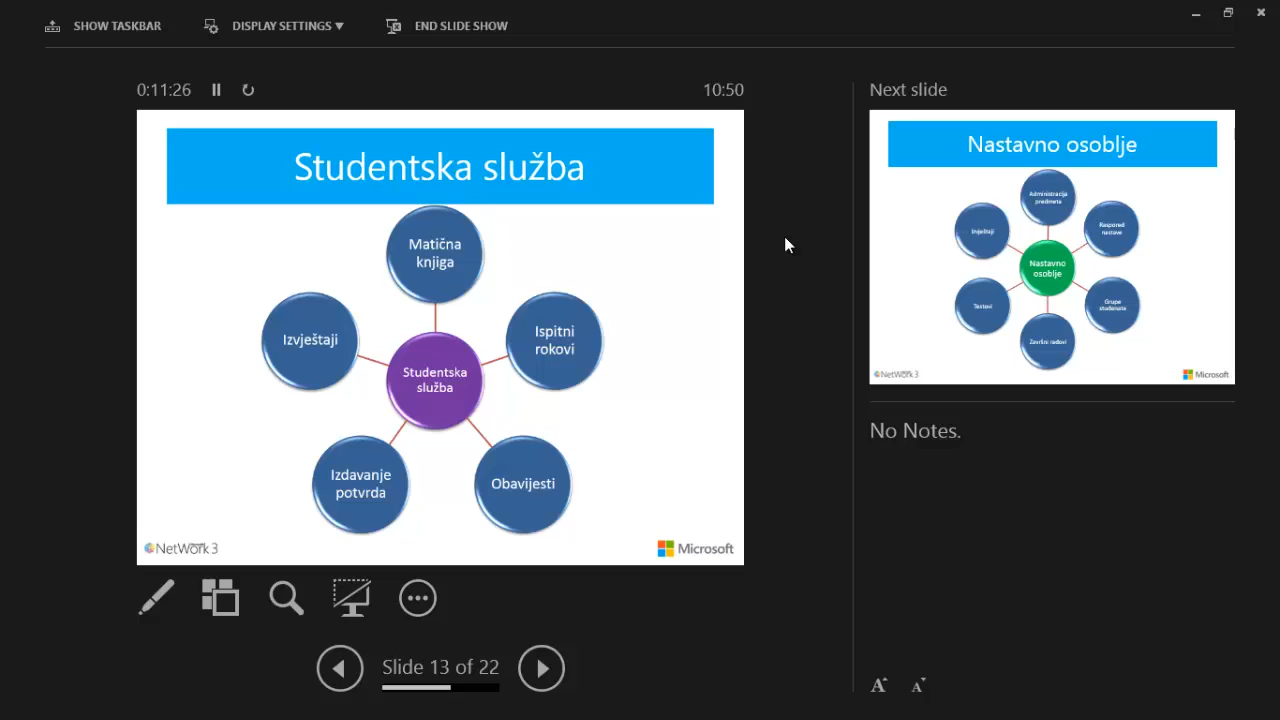 SHOW TASKBAR
DISPLAY SETTINGS ▼
END SLIDE SHOW
0:11:26
10:50
Studentska služba
Matična
knjiga
Izvještaji
Ispitni
rokovi
Studentska
služba
Izdavanje
potvrda
Obavijesti
NetWork 3
Microsoft
Slide 13 of 22
Next slide
Nastavno osoblje
Administracija
predmeta
Izvještaji
Raspored
nastave
Nastavno
osoblje
Testovi
Grupe
studenata
Završni radovi
NetWork 3
Microsoft
No Notes.
A
A